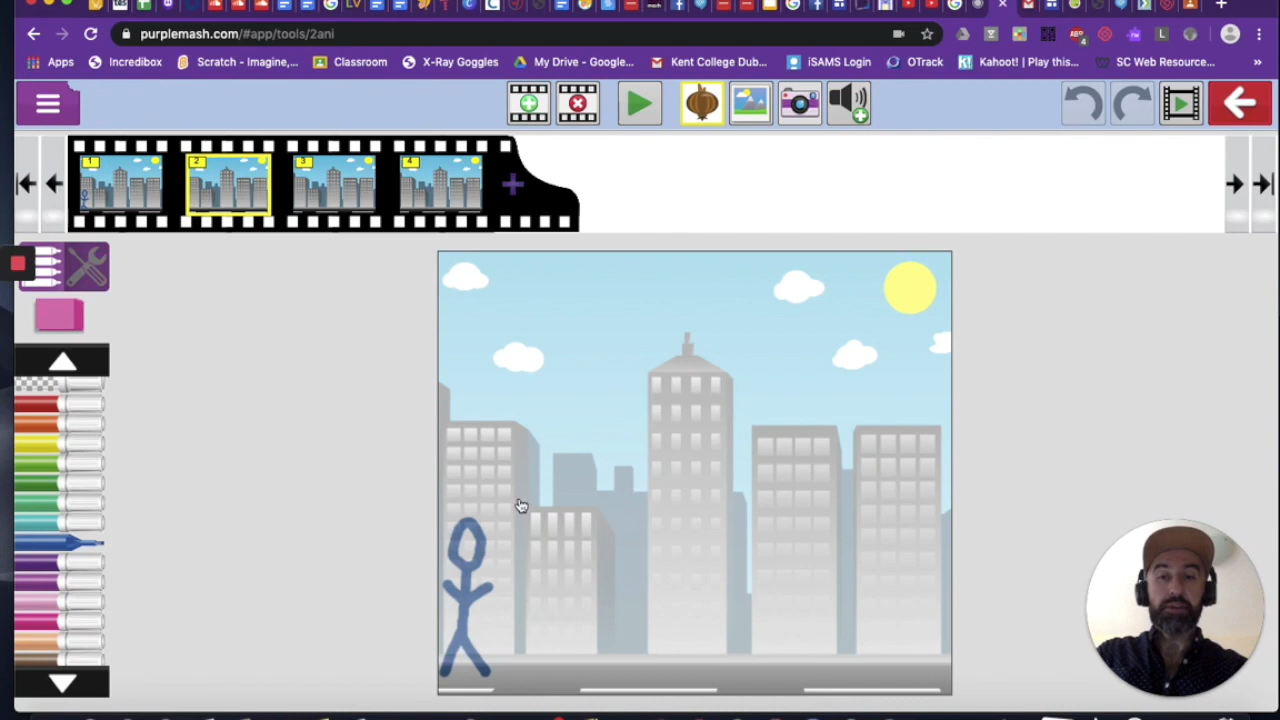 purplemash.com/#app/tools/2ani
Apps Incredibox Scratch - Imagine,... Classroom X-Ray Goggles My Drive - Google... Kent College Dub... iSAMS Login OTrack Kahoot! | Play this... SC Web Resource... »
1 2 3 4